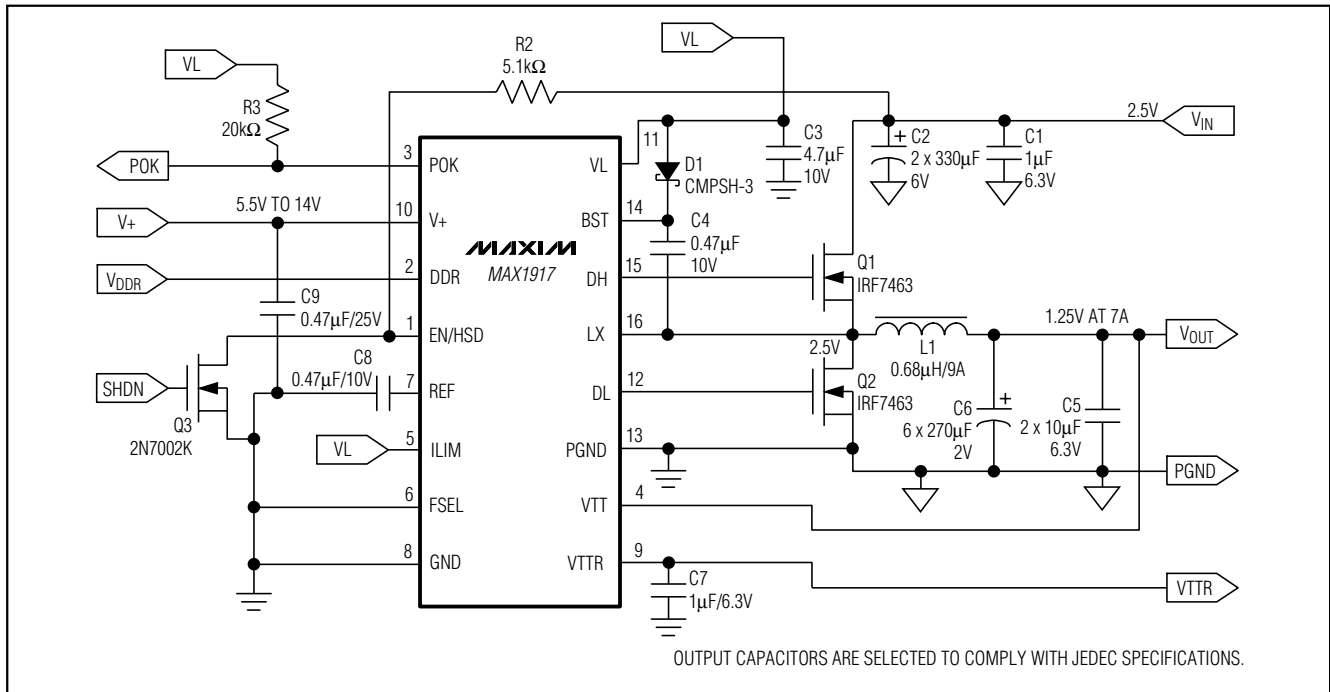 VL
R3
20kΩ
POK
V+
5.5V TO 14V
VDDR
C9
0.47µF/25V
C8
0.47µF/10V
SHDN
Q3
2N7002K
VL
R2
5.1kΩ
3
10
2
1
7
5
6
8
POK
V+
DDR
EN/HSD
REF
ILIM
FSEL
GND
MAXIM
MAX1917
VL
BST
DH
LX
DL
PGND
VTT
VTTR
11
14
15
16
12
13
4
9
VL
D1
CMPSH-3
C3
4.7µF
10V
C4
0.47µF
10V
C2
+
2 x 330µF
6V
C1
1µF
6.3V
2.5V
VIN
Q1
IRF7463
2.5V
Q2
IRF7463
L1
0.68µH/9A
1.25V AT 7A
VOUT
C6
+
6 x 270µF
2V
C5
2 x 10µF
6.3V
PGND
C7
1µF/6.3V
VTTR
OUTPUT CAPACITORS ARE SELECTED TO COMPLY WITH JEDEC SPECIFICATIONS.